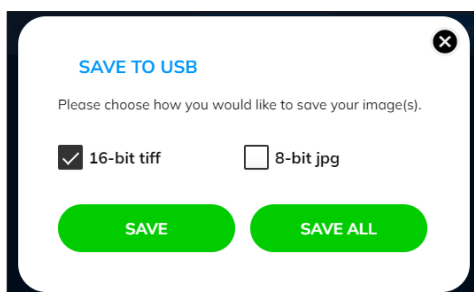 SAVE TO USB
Please choose how you would like to save your image(s).
16-bit tiff 8-bit jpg
SAVE SAVE ALL